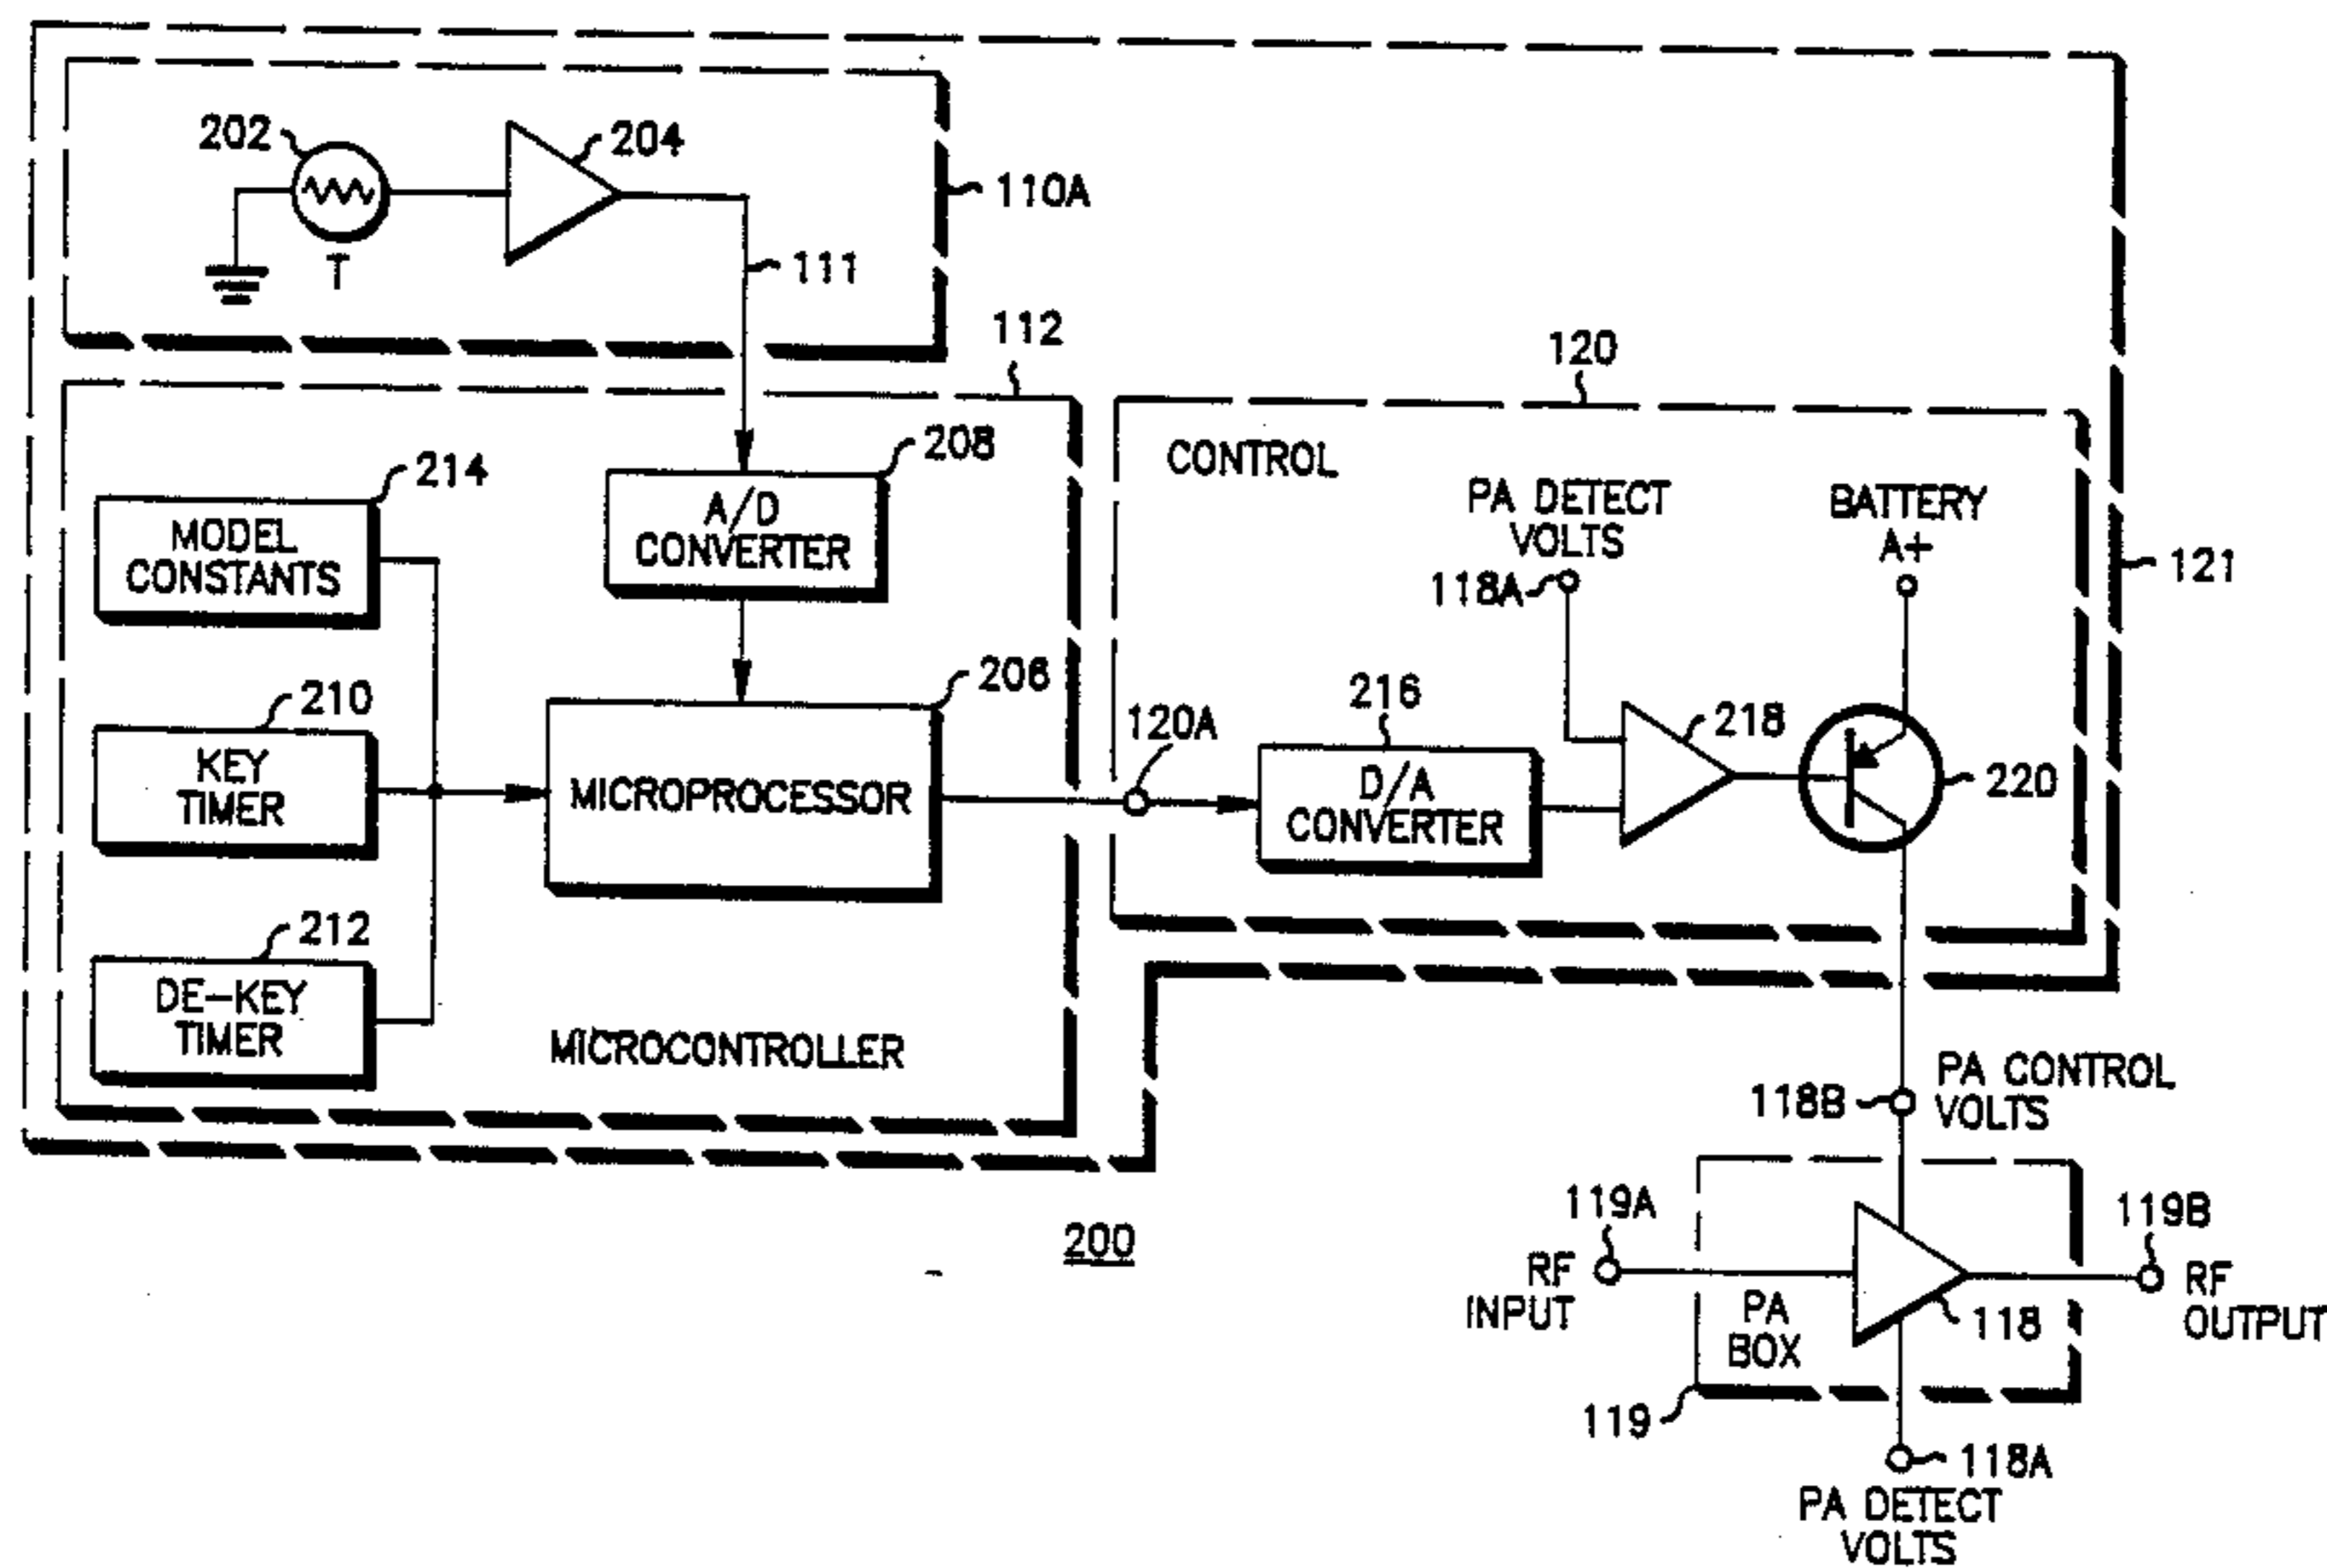 202
204
110A
T
111
112
120
214
208
CONTROL
MODEL
CONSTANTS
A/D
CONVERTER
PA DETECT
VOLTS
BATTERY
A+
118A
121
210
206
120A
216
218
KEY
TIMER
MICROPROCESSOR
D/A
CONVERTER
220
212
DE-KEY
TIMER
MICROCONTROLLER
118B
PA CONTROL
VOLTS
200
119A
119B
RF
INPUT
PA
BOX
118
RF
OUTPUT
119
118A
PA DETECT
VOLTS